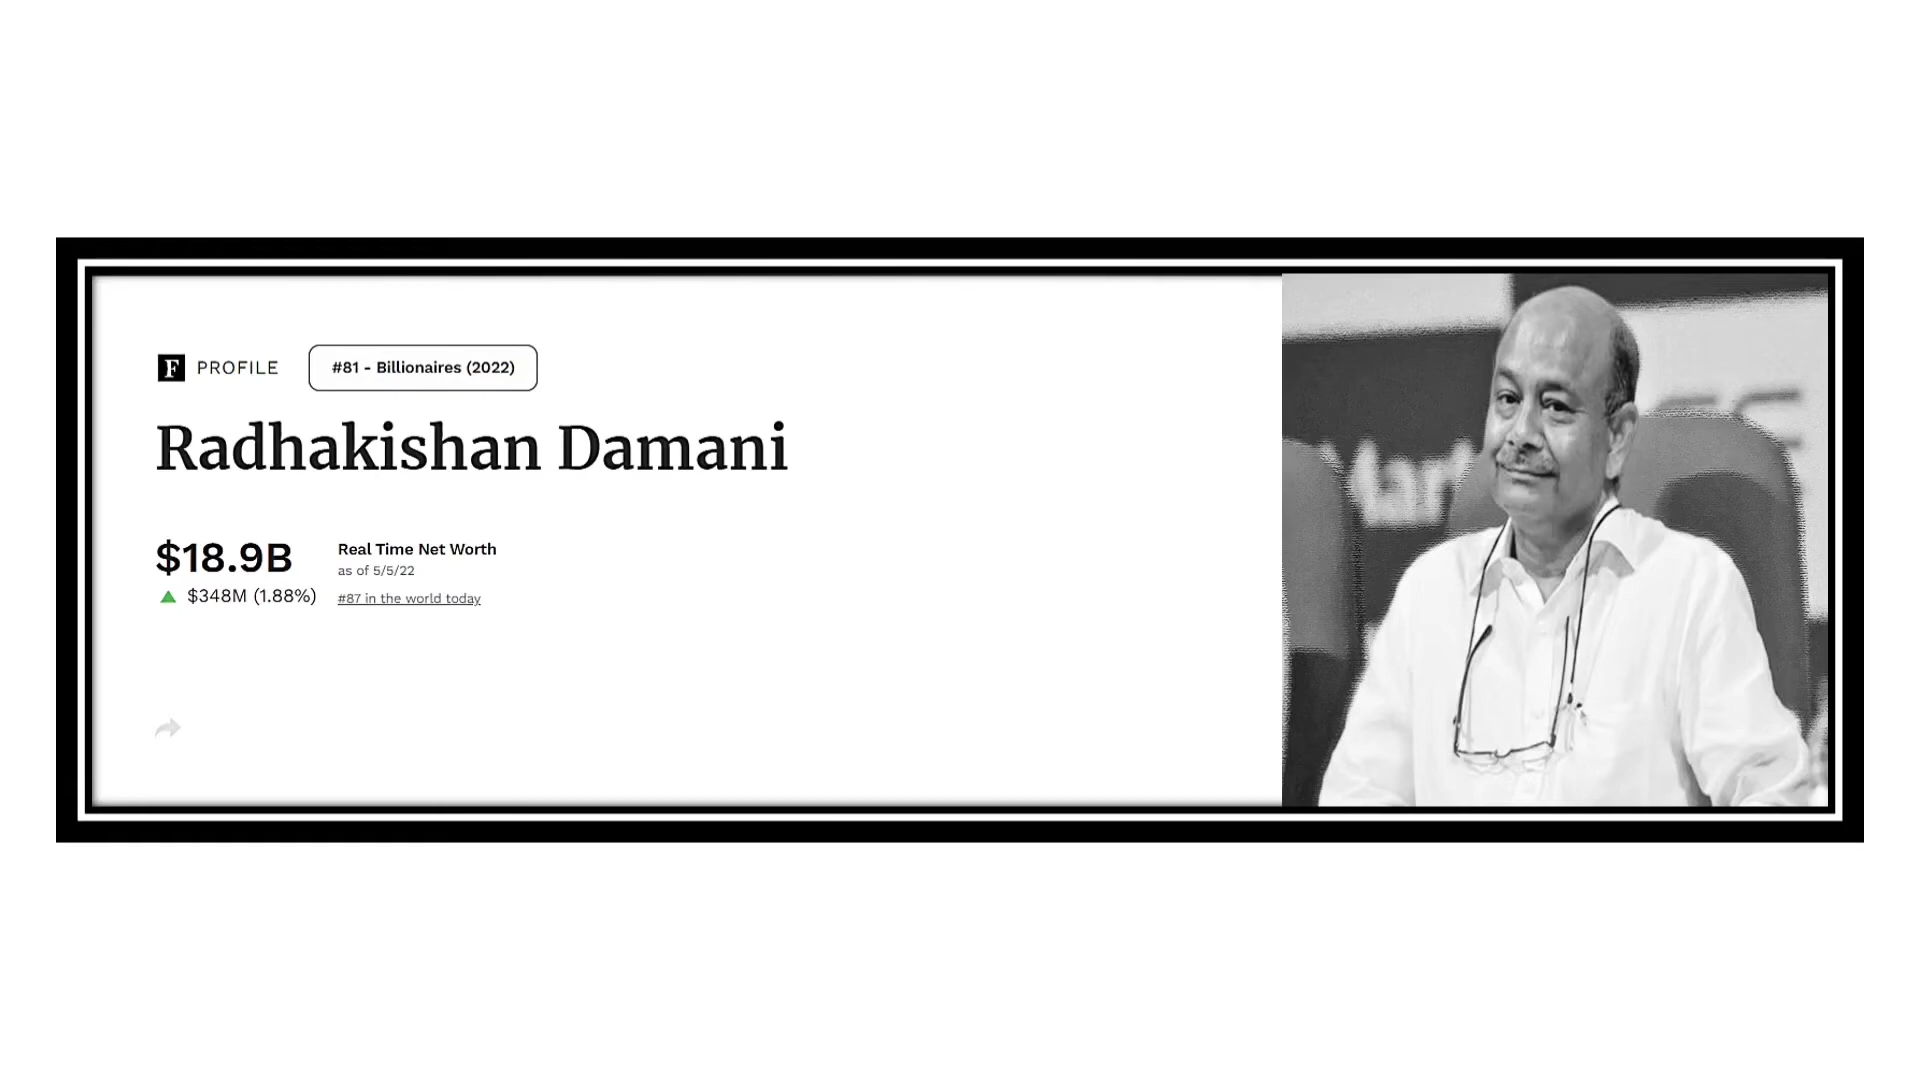 F PROFILE #81 - Billionaires (2022)
Radhakishan Damani
$18.9B
Real Time Net Worth
as of 5/5/22
$348M (1.88%)
#87 in the world today